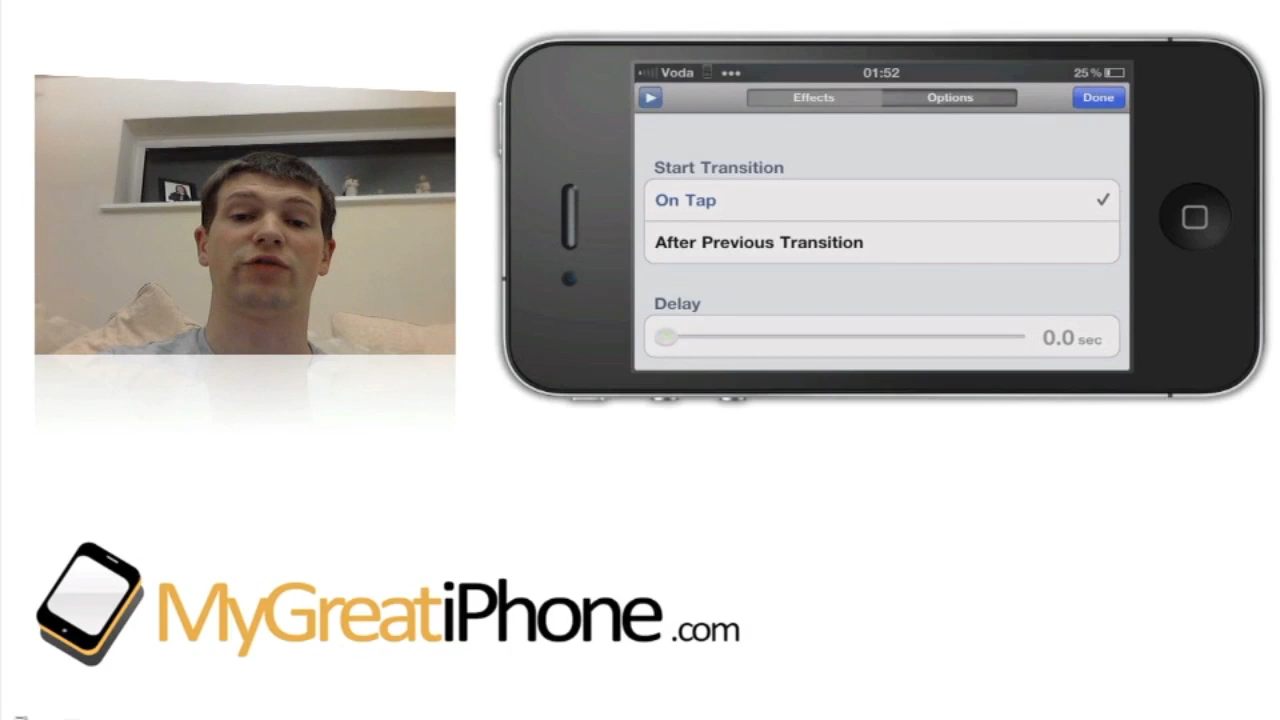 Voda 01:52 25%
Effects Options Done
Start Transition
On Tap
After Previous Transition
Delay
0.0 sec
MyGreatiPhone.com